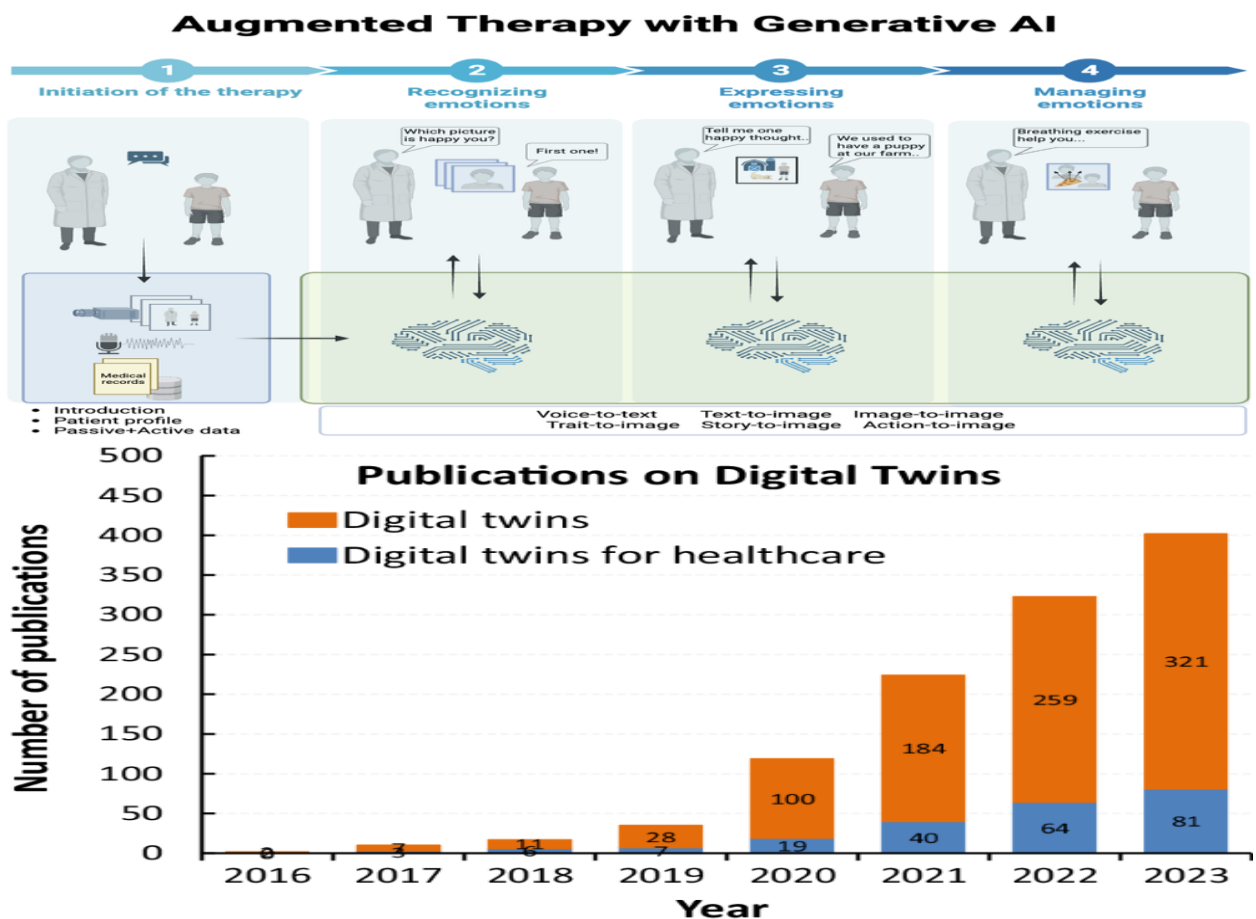 Augmented Therapy with Generative AI
1 2 3 4
Initiation of the therapy
Recognizing
emotions
Expressing
emotions
Managing
emotions
Which picture
is happy you?
First one!
Tell me one
happy thought..
We used to
have a puppy
at our farm..
Breathing exercise
help you...
Medical
records
• Introduction
• Patient profile
• Passive+Active data
Voice-to-text Text-to-image Image-to-image
Trait-to-image Story-to-image Action-to-image
Publications on Digital Twins
Digital twins
Digital twins for healthcare
Number of publications
500
450
400
350
300
250
200
150
100
50
0
2
0
7
3
11
6
28
7
100
19
184
40
259
64
321
81
2016 2017 2018 2019 2020 2021 2022 2023
Year